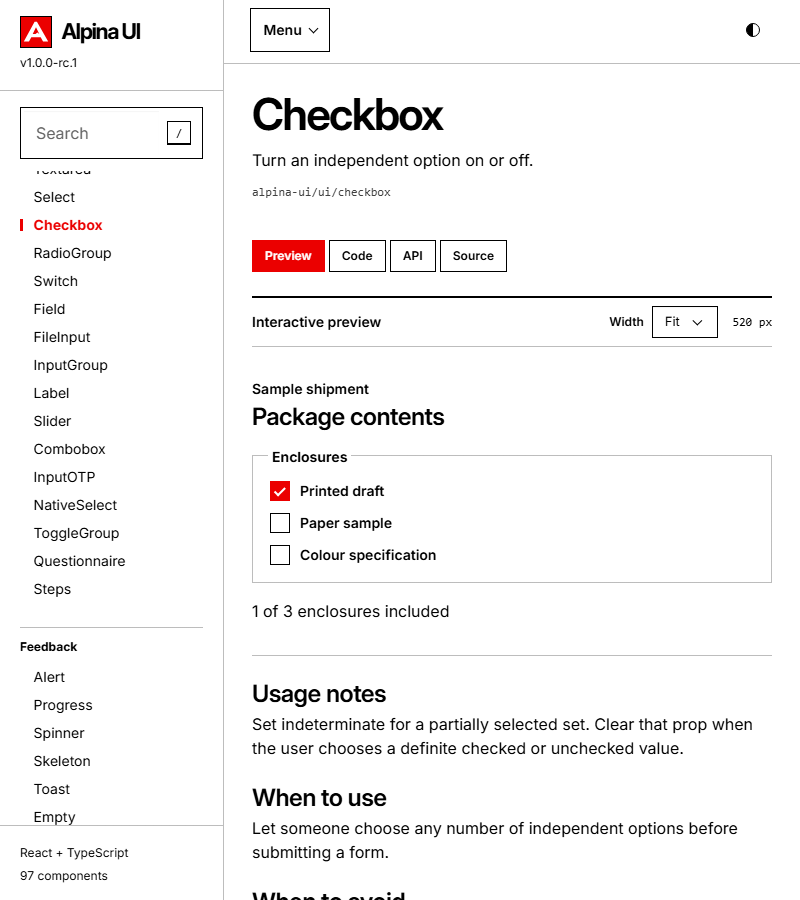 Alpina UI
v1.0.0-rc.1
Search
/
Textured
Select
Checkbox
RadioGroup
Switch
Field
FileInput
InputGroup
Label
Slider
Combobox
InputOTP
NativeSelect
ToggleGroup
Questionnaire
Steps
Feedback
Alert
Progress
Spinner
Skeleton
Toast
Empty
React + TypeScript
97 components
Menu
Checkbox
Turn an independent option on or off.
alpina-ui/ui/checkbox
Preview Code API Source
Interactive preview Width Fit 520 px
Sample shipment
Package contents
Enclosures
Printed draft
Paper sample
Colour specification
1 of 3 enclosures included
Usage notes
Set indeterminate for a partially selected set. Clear that prop when
the user chooses a definite checked or unchecked value.
When to use
Let someone choose any number of independent options before
submitting a form.
When to avoid